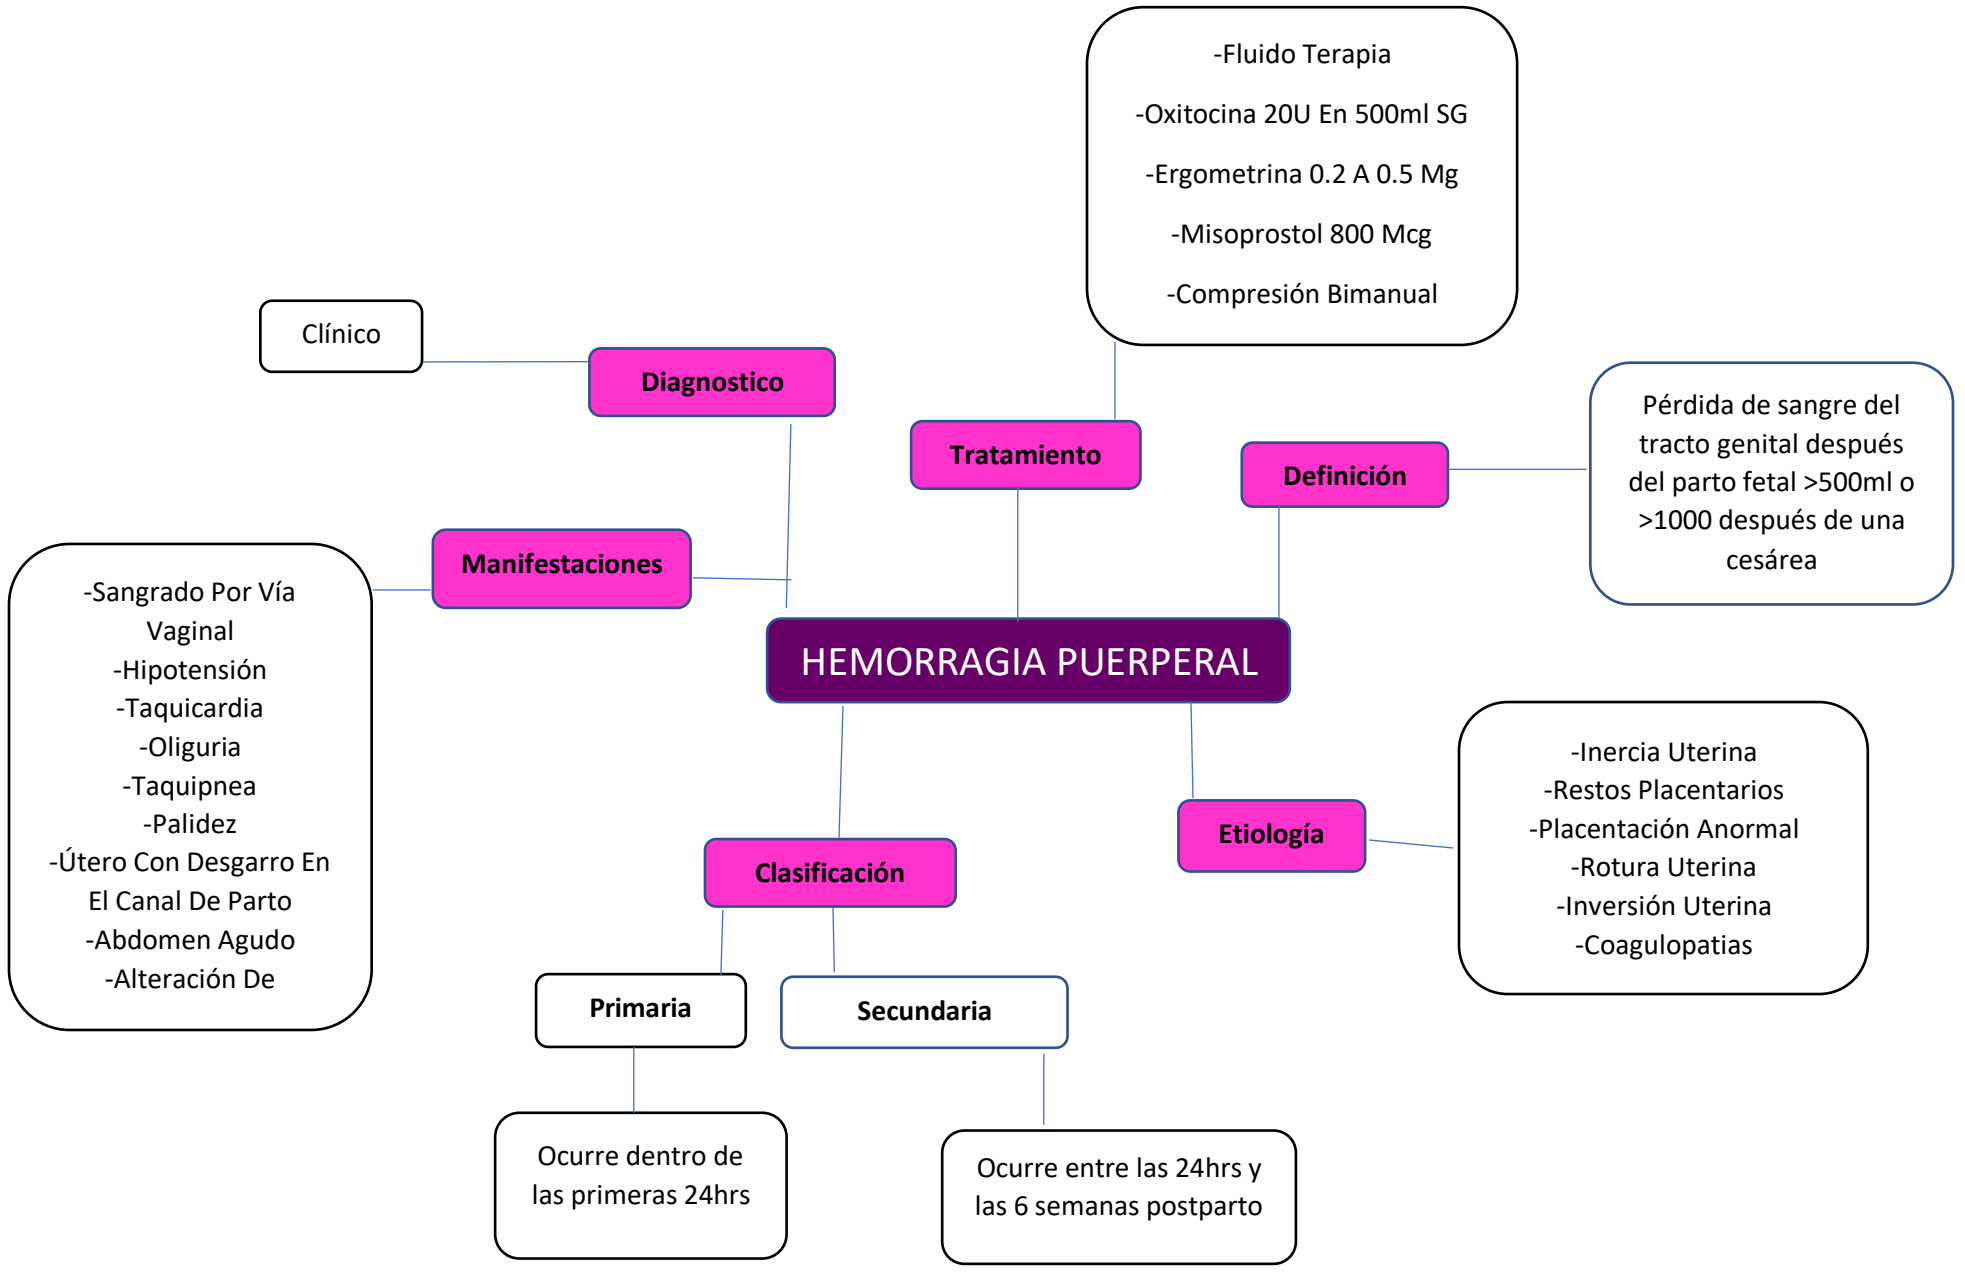 -Fluido Terapia
-Oxitocina 20U En 500ml SG
-Ergometrina 0.2 A 0.5 Mg
-Misoprostol 800 Mcg
-Compresión Bimanual
Clínico
Diagnostico
Tratamiento
Definición
Pérdida de sangre del
tracto genital después
del parto fetal >500ml o
>1000 después de una
cesárea
Manifestaciones
-Sangrado Por Vía
Vaginal
-Hipotensión
-Taquicardia
-Oliguria
-Taquipnea
-Palidez
-Útero Con Desgarro En
El Canal De Parto
-Abdomen Agudo
-Alteración De
HEMORRAGIA PUERPERAL
Etiología
-Inercia Uterina
-Restos Placentarios
-Placentación Anormal
-Rotura Uterina
-Inversión Uterina
-Coagulopatias
Clasificación
Primaria
Secundaria
Ocurre dentro de
las primeras 24hrs
Ocurre entre las 24hrs y
las 6 semanas postparto